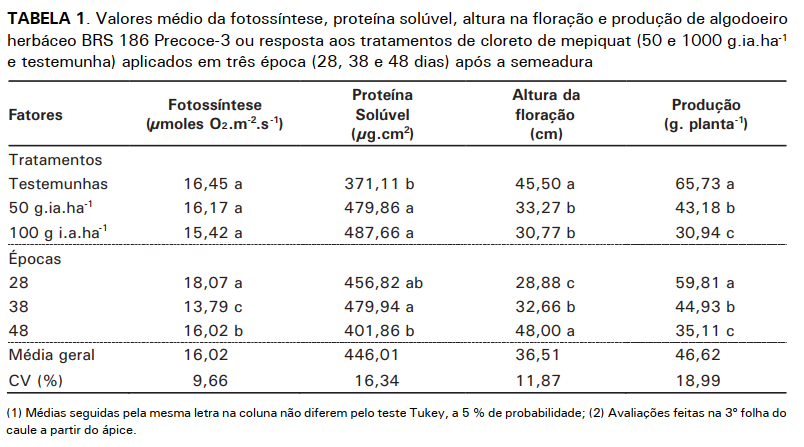 TABELA 1. Valores médio da fotossíntese, proteína solúvel, altura na floração e produção de algodoeiro
herbáceo BRS 186 Precoce-3 ou resposta aos tratamentos de cloreto de mepiquat (50 e 1000 g.ia.ha-1
e testemunha) aplicados em três época (28, 38 e 48 dias) após a semeadura
Fatores Fotossíntese (µmoles O2.m-2.s-1) Proteína Solúvel (µg.cm2) Altura da floração (cm) Produção (g. planta-1)
Tratamentos
Testemunhas 16,45 a 371,11 b 45,50 a 65,73 a
50 g.ia.ha-1 16,17 a 479,86 a 33,27 b 43,18 b
100 g i.a.ha-1 15,42 a 487,66 a 30,77 b 30,94 c
Épocas
28 18,07 a 456,82 ab 28,88 c 59,81 a
38 13,79 c 479,94 a 32,66 b 44,93 b
48 16,02 b 401,86 b 48,00 a 35,11 c
Média geral 16,02 446,01 36,51 46,62
CV (%) 9,66 16,34 11,87 18,99
(1) Médias seguidas pela mesma letra na coluna não diferem pelo teste Tukey, a 5 % de probabilidade; (2) Avaliações feitas na 3º folha do
caule a partir do ápice.